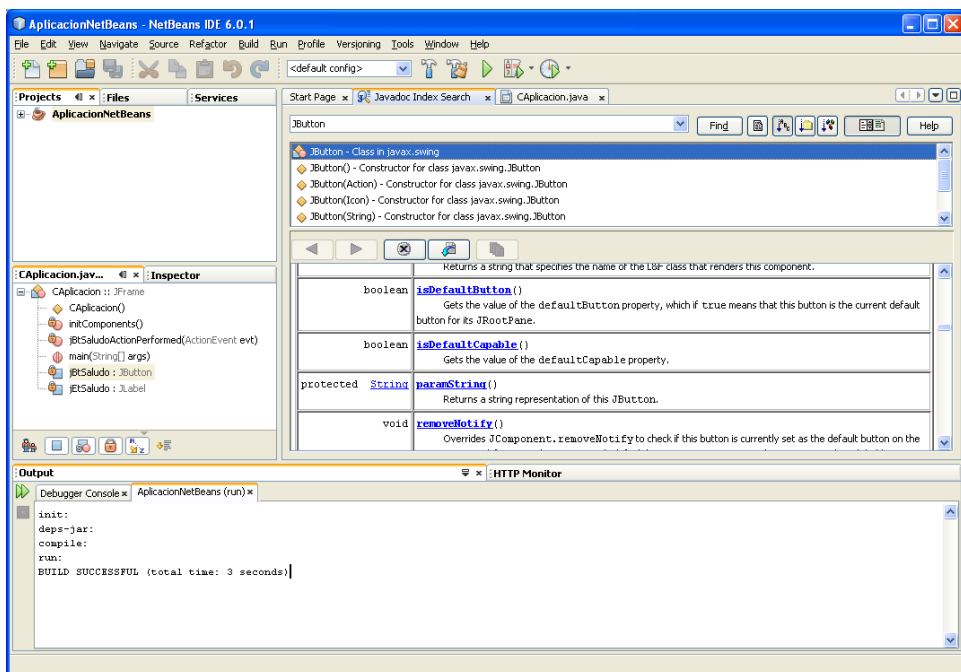 AplicacionNetBeans - NetBeans IDE 6.0.1
File Edit View Navigate Source Refactor Build Run Profile Versioning Tools Window Help
<default config>
Projects Files Services
AplicacionNetBeans
Start Page Javadoc Index Search CAplicacion.java
JButton Find Help
JButton - Class in javax.swing
JButton() - Constructor for class javax.swing.JButton
JButton(Action) - Constructor for class javax.swing.JButton
JButton(Icon) - Constructor for class javax.swing.JButton
JButton(String) - Constructor for class javax.swing.JButton
CAplicacion.jav... Inspector
CAplicacion :: JFrame
CAplicacion()
initComponents()
jBtSaludoActionPerformed(ActionEvent evt)
main(String[] args)
jBtSaludo : JButton
jEtSaludo : JLabel
Returns a string that specifies the name of the L&F class that renders this component.
boolean isDefaultButton()
Gets the value of the defaultButton property, which if true means that this button is the current default
button for its JRootPane.
boolean isDefaultCapable()
Gets the value of the defaultCapable property.
protected String paramString()
Returns a string representation of this JButton.
void removeNotify()
Overrides JComponent.removeNotify to check if this button is currently set as the default button on the
Output HTTP Monitor
Debugger Console AplicacionNetBeans (run)
init:
deps-jar:
compile:
run:
BUILD SUCCESSFUL (total time: 3 seconds)